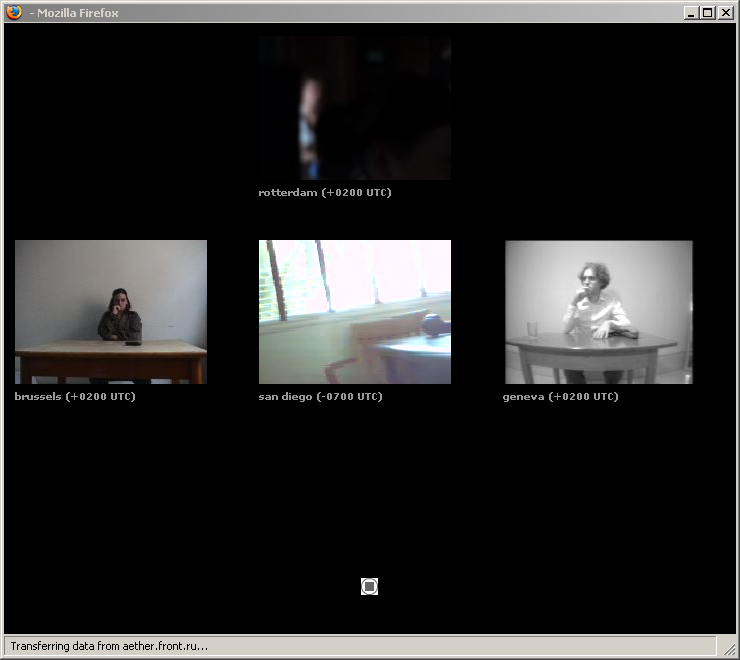 - Mozilla Firefox
rotterdam (+0200 UTC)
brussels (+0200 UTC)
san diego (-0700 UTC)
geneva (+0200 UTC)
Transferring data from aether.front.ru...